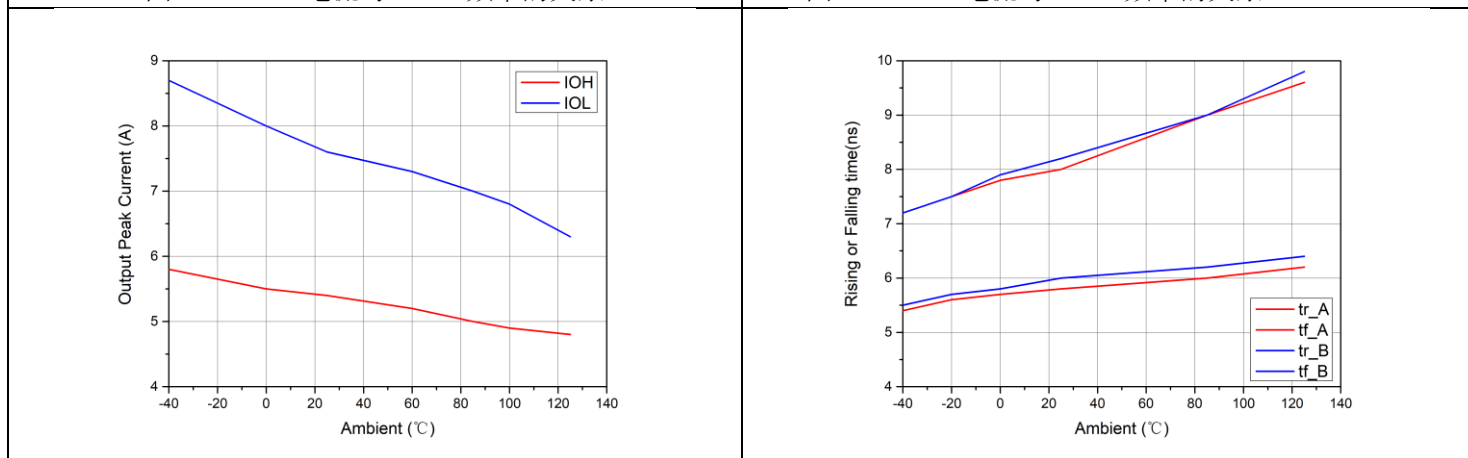 9
8
7
6
5
4
Output Peak Current (A)
IOH
IOL
-40 -20 0 20 40 60 80 100 120 140
Ambient (℃)
10
9
8
7
6
5
4
Rising or Falling time(ns)
tr_A
tf_A
tr_B
tf_B
-40 -20 0 20 40 60 80 100 120 140
Ambient (℃)